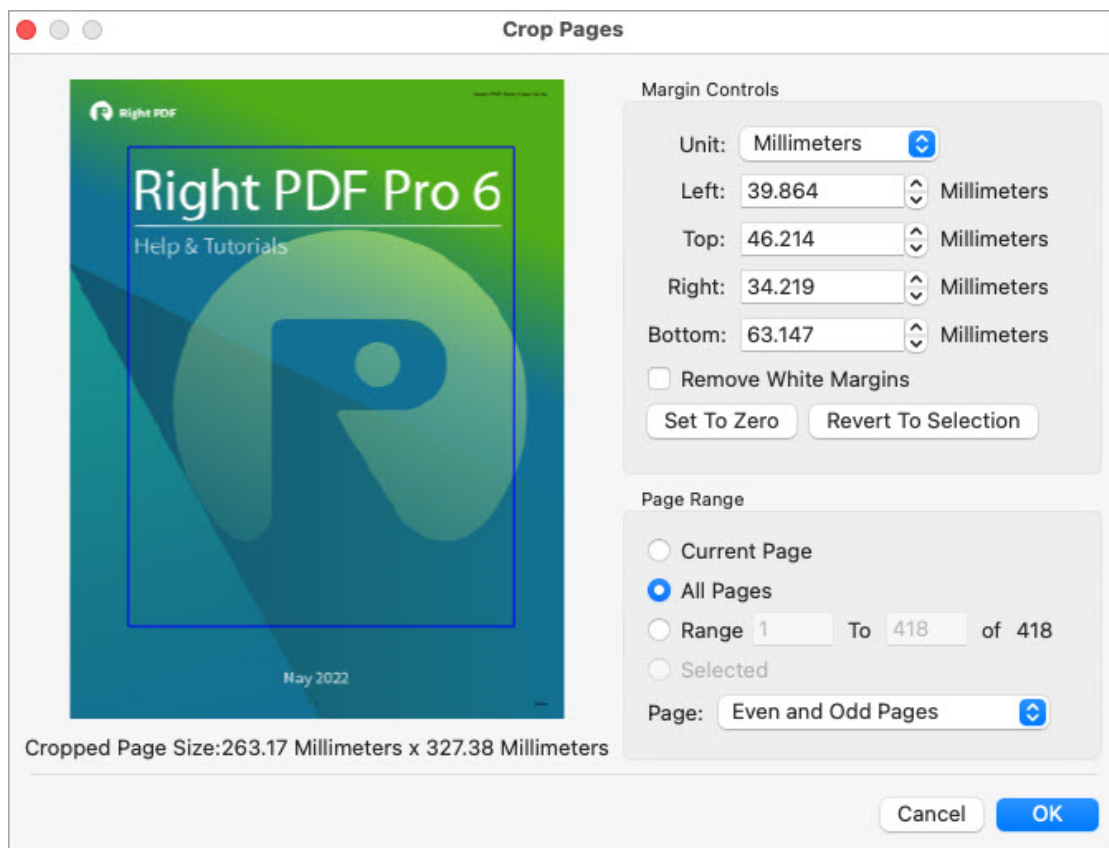 Crop Pages
Right PDF
Right PDF Pro 6
Help & Tutorials
May 2022
Cropped Page Size:263.17 Millimeters x 327.38 Millimeters
Margin Controls
Unit: Millimeters
Left: 39.864 Millimeters
Top: 46.214 Millimeters
Right: 34.219 Millimeters
Bottom: 63.147 Millimeters
Remove White Margins
Set To Zero Revert To Selection
Page Range
Current Page
All Pages
Range 1 To 418 of 418
Selected
Page: Even and Odd Pages
Cancel OK